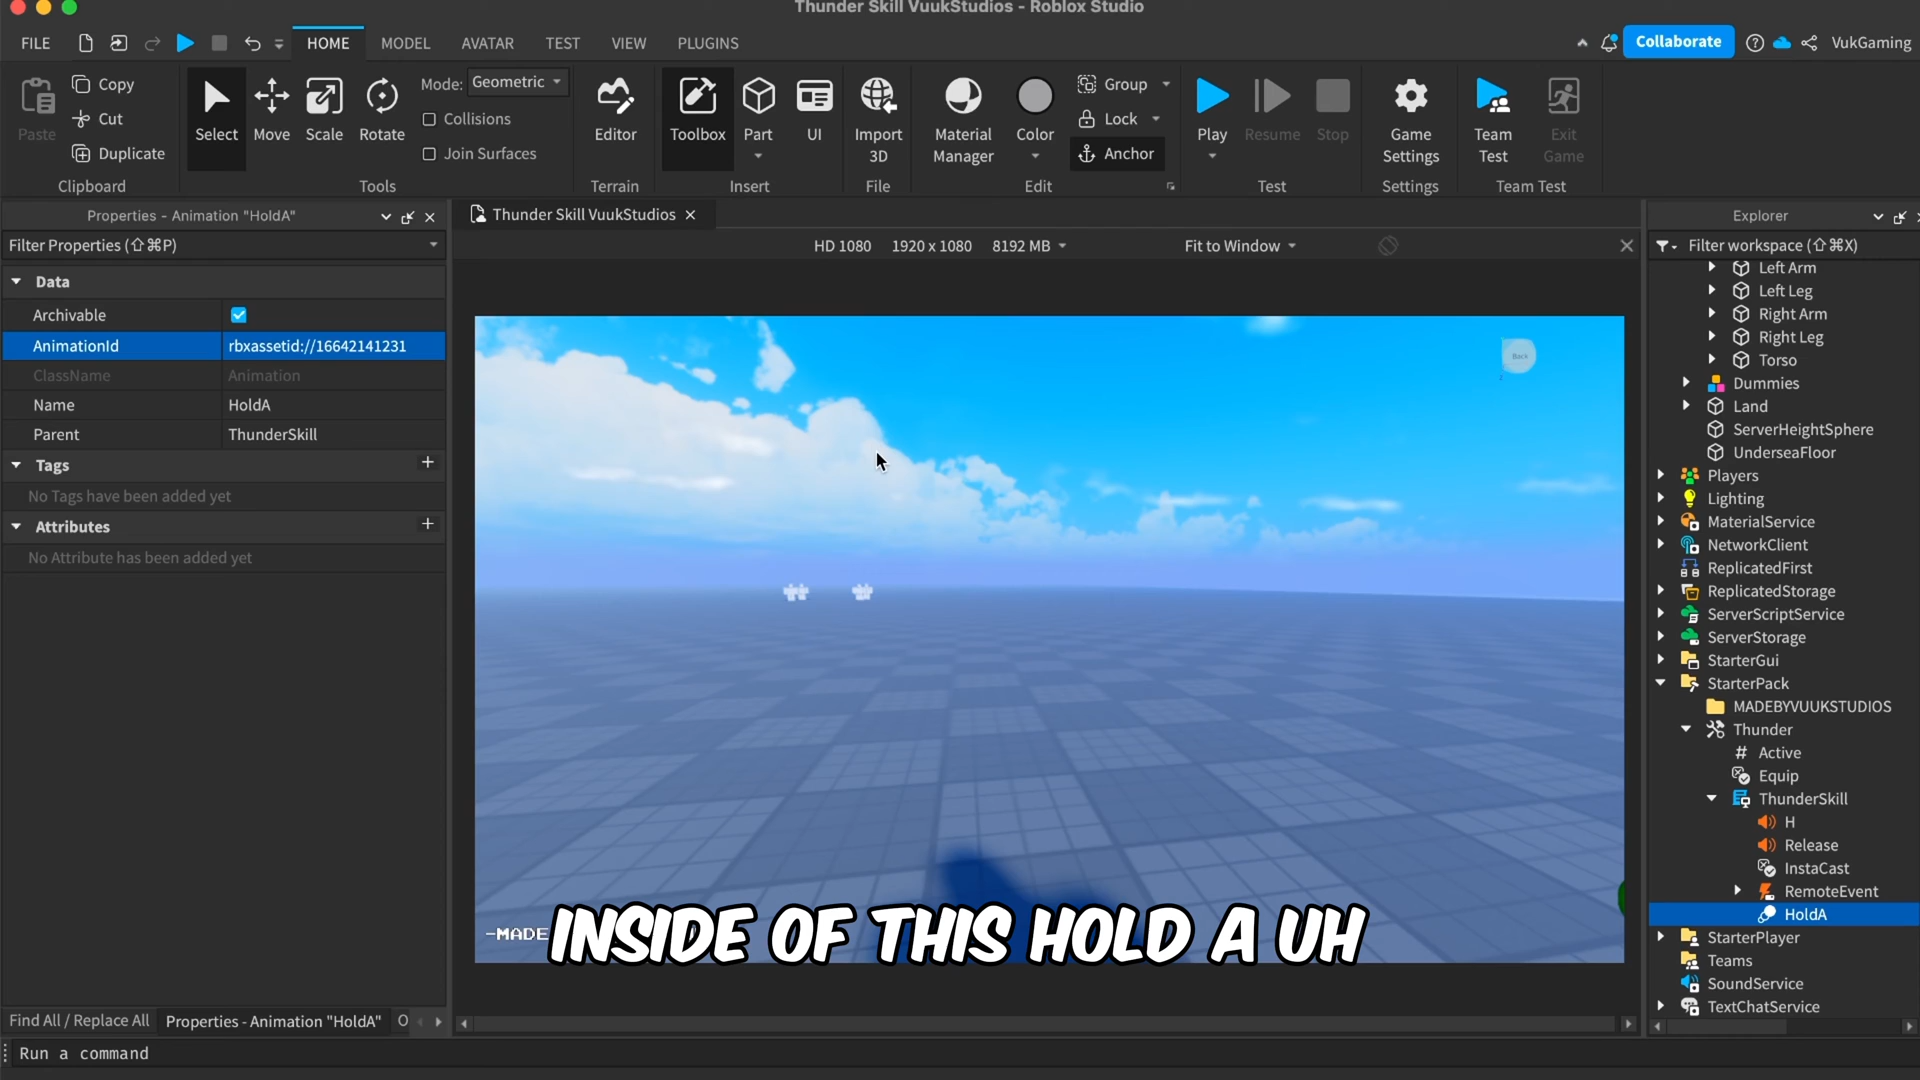 Thunder Skill VuukStudios - Roblox Studio
FILE HOME MODEL AVATAR TEST VIEW PLUGINS Collaborate VukGaming
Paste
Copy
Cut
Duplicate
Clipboard
Select Move Scale Rotate
Mode: Geometric
Collisions
Join Surfaces
Tools
Editor
Terrain
Toolbox Part UI
Insert
Import 3D
File
Material Manager
Color
Group
Lock
Anchor
Edit
Play Resume Stop
Test
Game Settings
Settings
Team Test
Exit Game
Team Test
Properties - Animation "HoldA"
Filter Properties (⇧⌘P)
Data
Archivable
AnimationId rbxassetid://16642141231
ClassName Animation
Name HoldA
Parent ThunderSkill
Tags
No Tags have been added yet
Attributes
No Attribute has been added yet
Thunder Skill VuukStudios
HD 1080 1920 x 1080 8192 MB Fit to Window
Back
-MADE
INSIDE OF THIS HOLD A UH
Explorer
Filter workspace (⇧⌘X)
Left Arm
Left Leg
Right Arm
Right Leg
Torso
Dummies
Land
ServerHeightSphere
UnderseaFloor
Players
Lighting
MaterialService
NetworkClient
ReplicatedFirst
ReplicatedStorage
ServerScriptService
ServerStorage
StarterGui
StarterPack
MADEBYVUUKSTUDIOS
Thunder
Active
Equip
ThunderSkill
H
Release
InstaCast
RemoteEvent
HoldA
StarterPlayer
Teams
SoundService
TextChatService
Find All / Replace All Properties - Animation "HoldA" O
Run a command